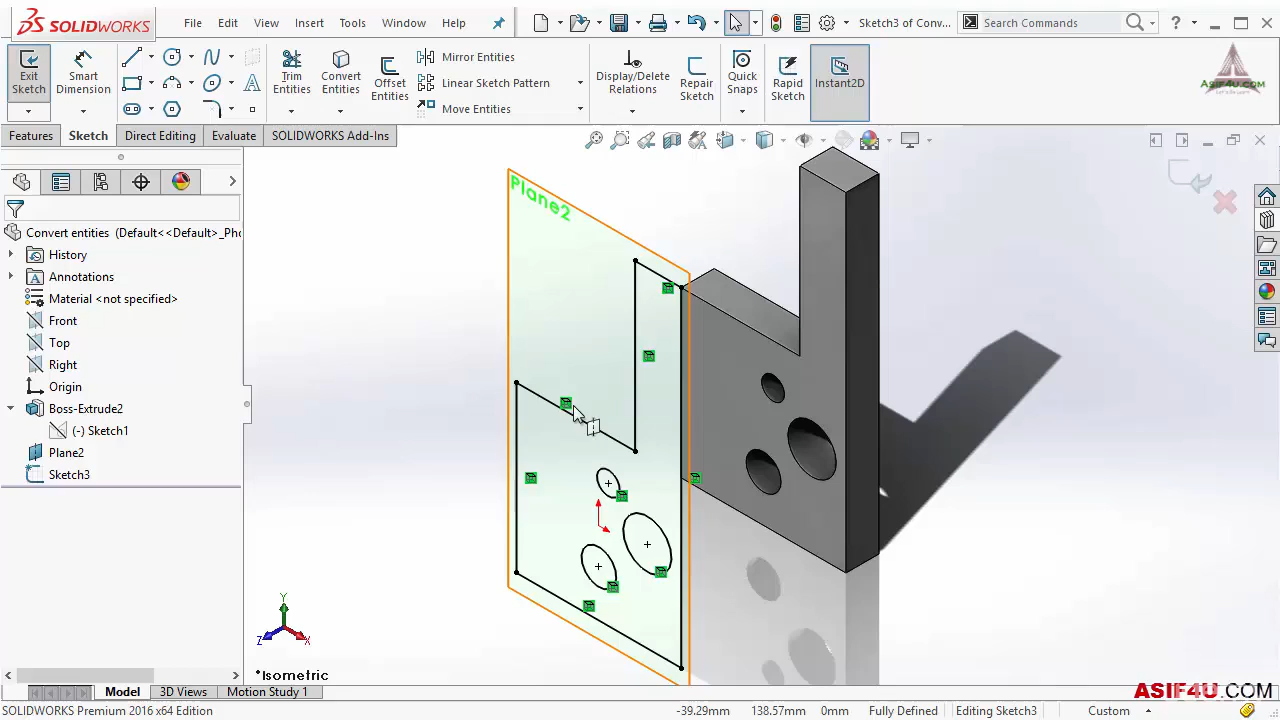 SOLIDWORKS
File Edit View Insert Tools Window Help
Sketch3 of Conv...
Search Commands
Exit Sketch
Smart Dimension
Trim Entities
Convert Entities
Offset Entities
Mirror Entities
Linear Sketch Pattern
Move Entities
Display/Delete Relations
Repair Sketch
Quick Snaps
Rapid Sketch
Instant2D
ASIF4U.COM
Features Sketch Direct Editing Evaluate SOLIDWORKS Add-Ins
Convert entities (Default<<Default>_Pho
History
Annotations
Material <not specified>
Front
Top
Right
Origin
Boss-Extrude2
(-) Sketch1
Plane2
Sketch3
Plane2
Y
Z
X
*Isometric
Model 3D Views Motion Study 1
ASIF4U.COM
SOLIDWORKS Premium 2016 x64 Edition
-39.29mm 138.57mm 0mm Fully Defined Editing Sketch3 Custom